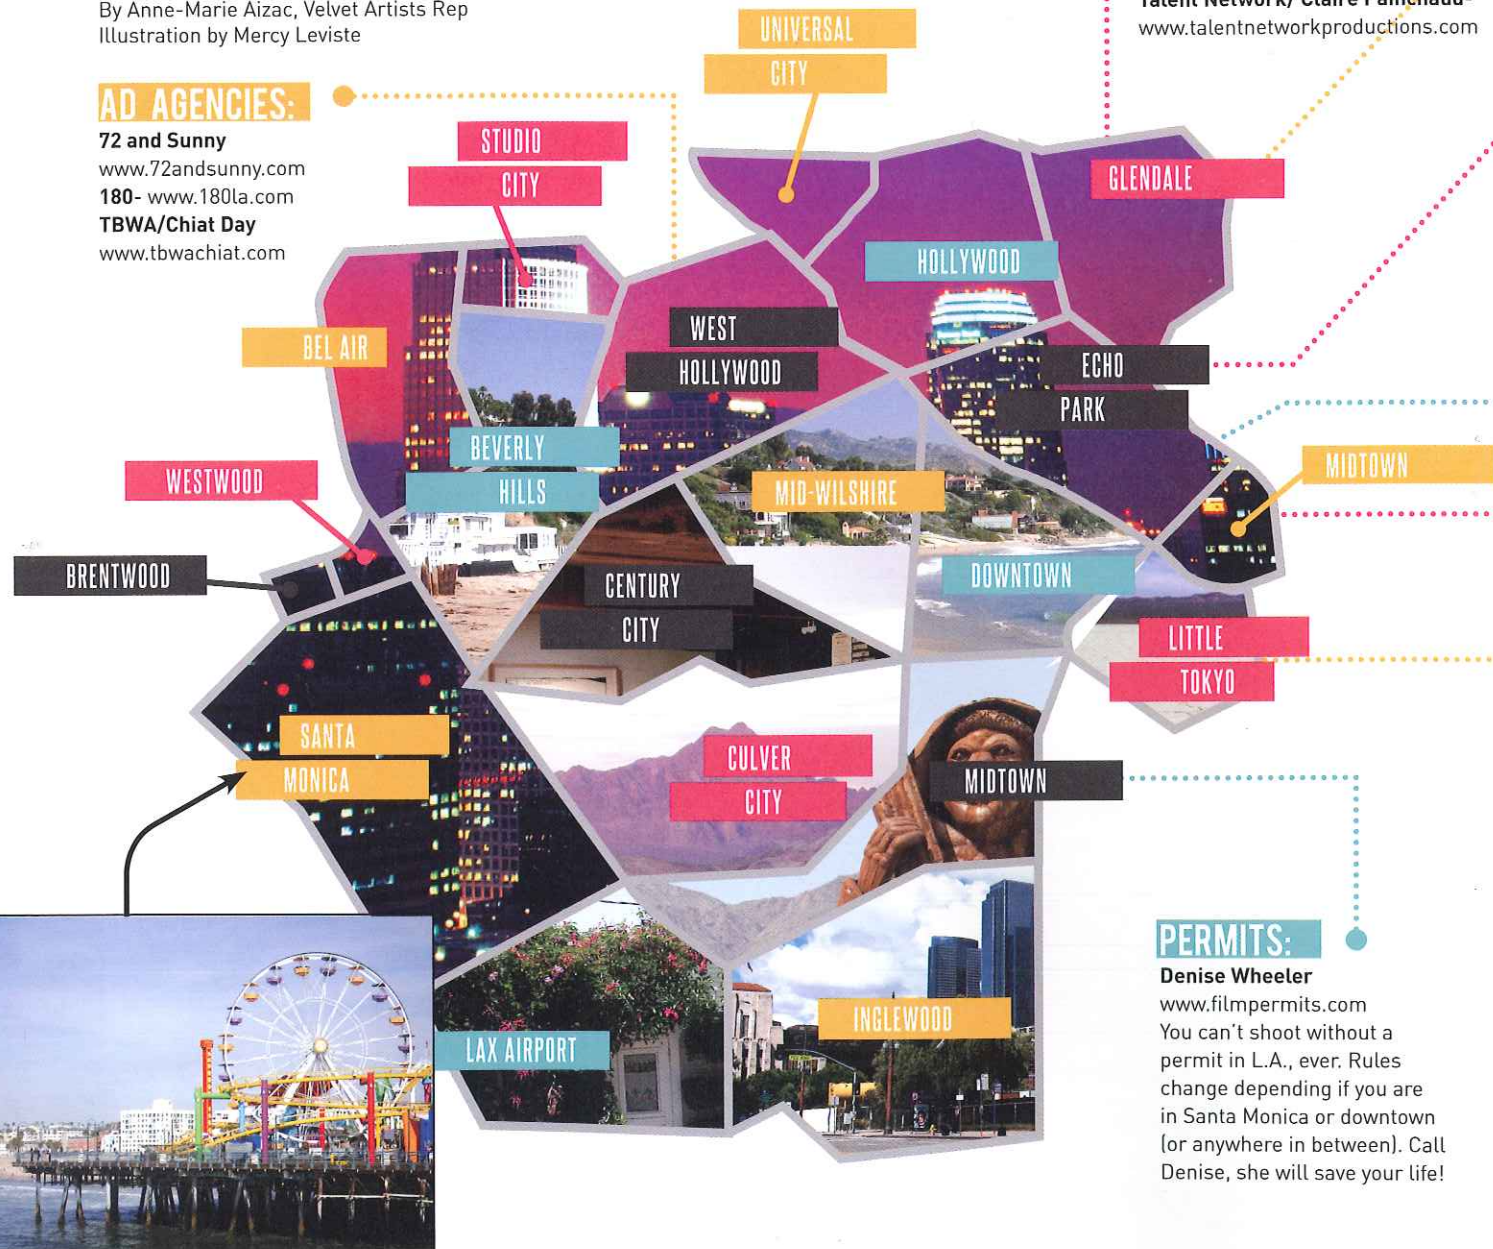 By Anne-Marie Aizac, Velvet Artists Rep
Illustration by Mercy Leviste
www.talentnetworkproductions.com
AD AGENCIES:
72 and Sunny
www.72andsunny.com
180- www.180la.com
TBWA/Chiat Day
www.tbwachiat.com
UNIVERSAL
CITY
STUDIO
CITY
GLENDALE
HOLLYWOOD
BEL AIR
WEST
HOLLYWOOD
ECHO
PARK
BEVERLY
HILLS
WESTWOOD
MID-WILSHIRE
MIDTOWN
BRENTWOOD
CENTURY
CITY
DOWNTOWN
LITTLE
TOKYO
SANTA
MONICA
CULVER
CITY
MIDTOWN
LAX AIRPORT
INGLEWOOD
PERMITS:
Denise Wheeler
www.filmpermits.com
You can't shoot without a
permit in L.A., ever. Rules
change depending if you are
in Santa Monica or downtown
(or anywhere in between). Call
Denise, she will save your life!